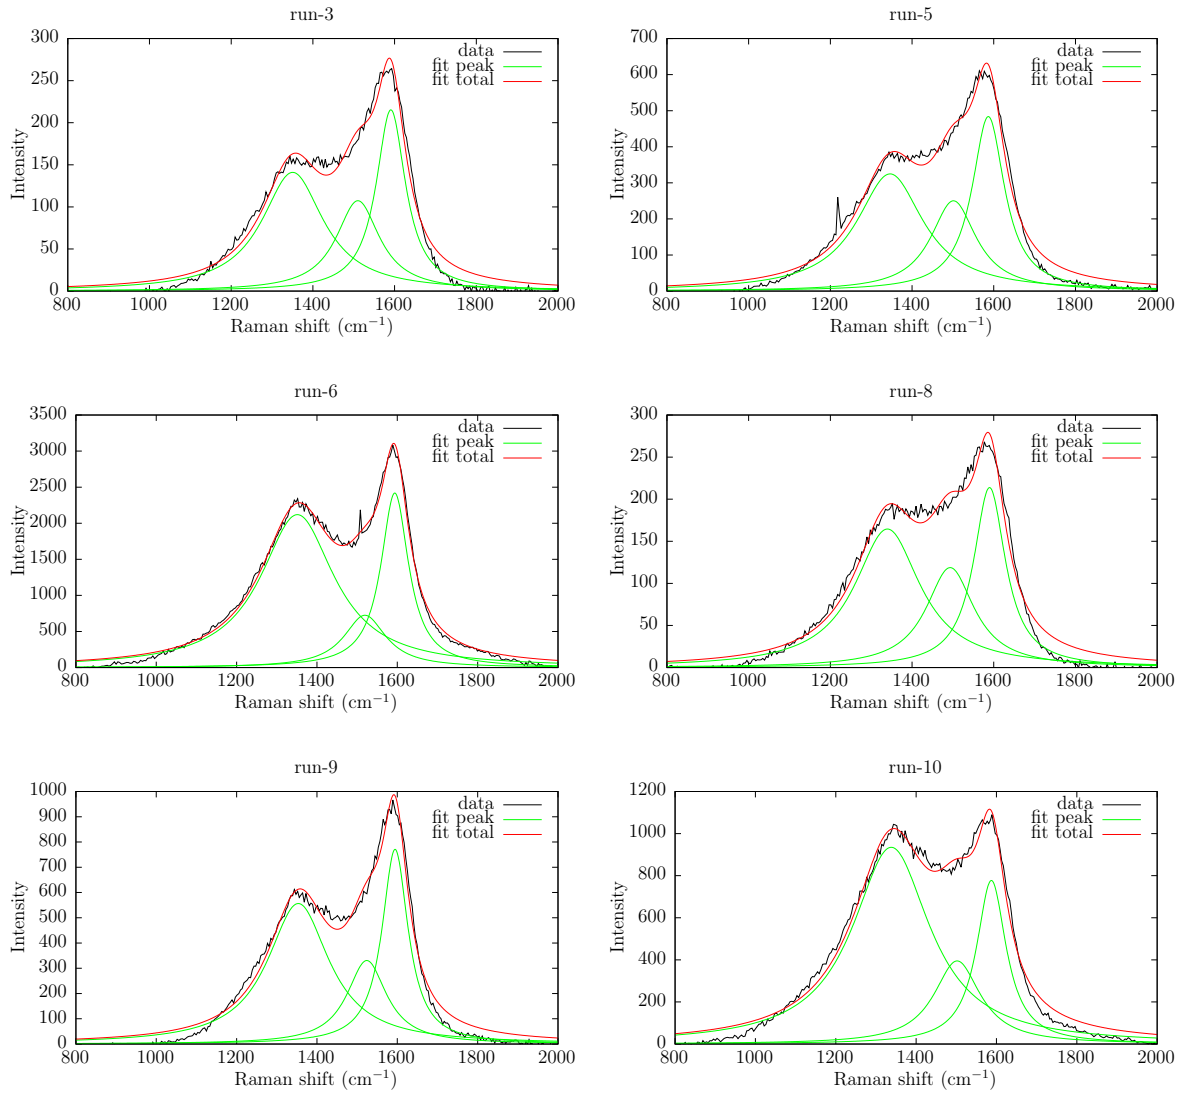 run-3
300
250
200
150
100
50
0
Intensity
data
fit peak
fit total
800 1000 1200 1400 1600 1800 2000
Raman shift (cm⁻¹)
run-5
700
600
500
400
300
200
100
0
Intensity
data
fit peak
fit total
800 1000 1200 1400 1600 1800 2000
Raman shift (cm⁻¹)
run-6
3500
3000
2500
2000
1500
1000
500
0
Intensity
data
fit peak
fit total
800 1000 1200 1400 1600 1800 2000
Raman shift (cm⁻¹)
run-8
300
250
200
150
100
50
0
Intensity
data
fit peak
fit total
800 1000 1200 1400 1600 1800 2000
Raman shift (cm⁻¹)
run-9
1000
900
800
700
600
500
400
300
200
100
0
Intensity
data
fit peak
fit total
800 1000 1200 1400 1600 1800 2000
Raman shift (cm⁻¹)
run-10
1200
1000
800
600
400
200
0
Intensity
data
fit peak
fit total
800 1000 1200 1400 1600 1800 2000
Raman shift (cm⁻¹)